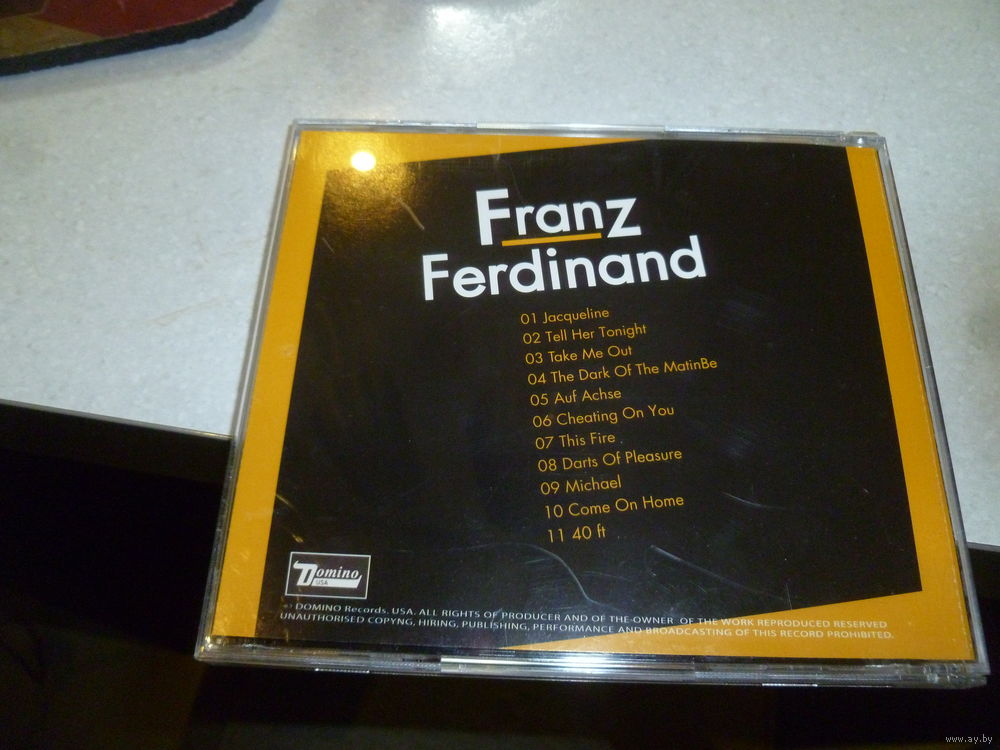 Franz
Ferdinand
01 Jacqueline
02 Tell Her Tonight
03 Take Me Out
04 The Dark Of The MatinBe
05 Auf Achse
06 Cheating On You
07 This Fire
08 Darts Of Pleasure
09 Michael
10 Come On Home
11 40 ft
Domino
USA
© DOMINO Records. USA. ALL RIGHTS OF PRODUCER AND OF THE-OWNER OF THE WORK REPRODUCED RESERVED
UNAUTHORISED COPYNG, HIRING, PUBLISHING, PERFORMANCE AND BROADCASTING OF THIS RECORD PROHIBITED.
www.ay.by